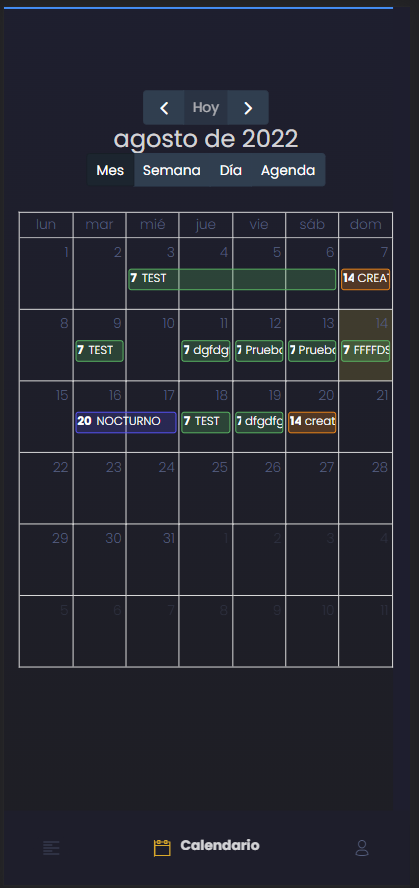 Hoy
agosto de 2022
Mes Semana Día Agenda
lun mar mié jue vie sáb dom
1 2 3 4 5 6 7
7 TEST 14 CREAT
8 9 10 11 12 13 14
7 TEST 7 dgfdg 7 Prueba 7 Prueba 7 FFFFDS
15 16 17 18 19 20 21
20 NOCTURNO 7 TEST 7 dfgdfg 14 creat
22 23 24 25 26 27 28
29 30 31 1 2 3 4
5 6 7 8 9 10 11
Calendario